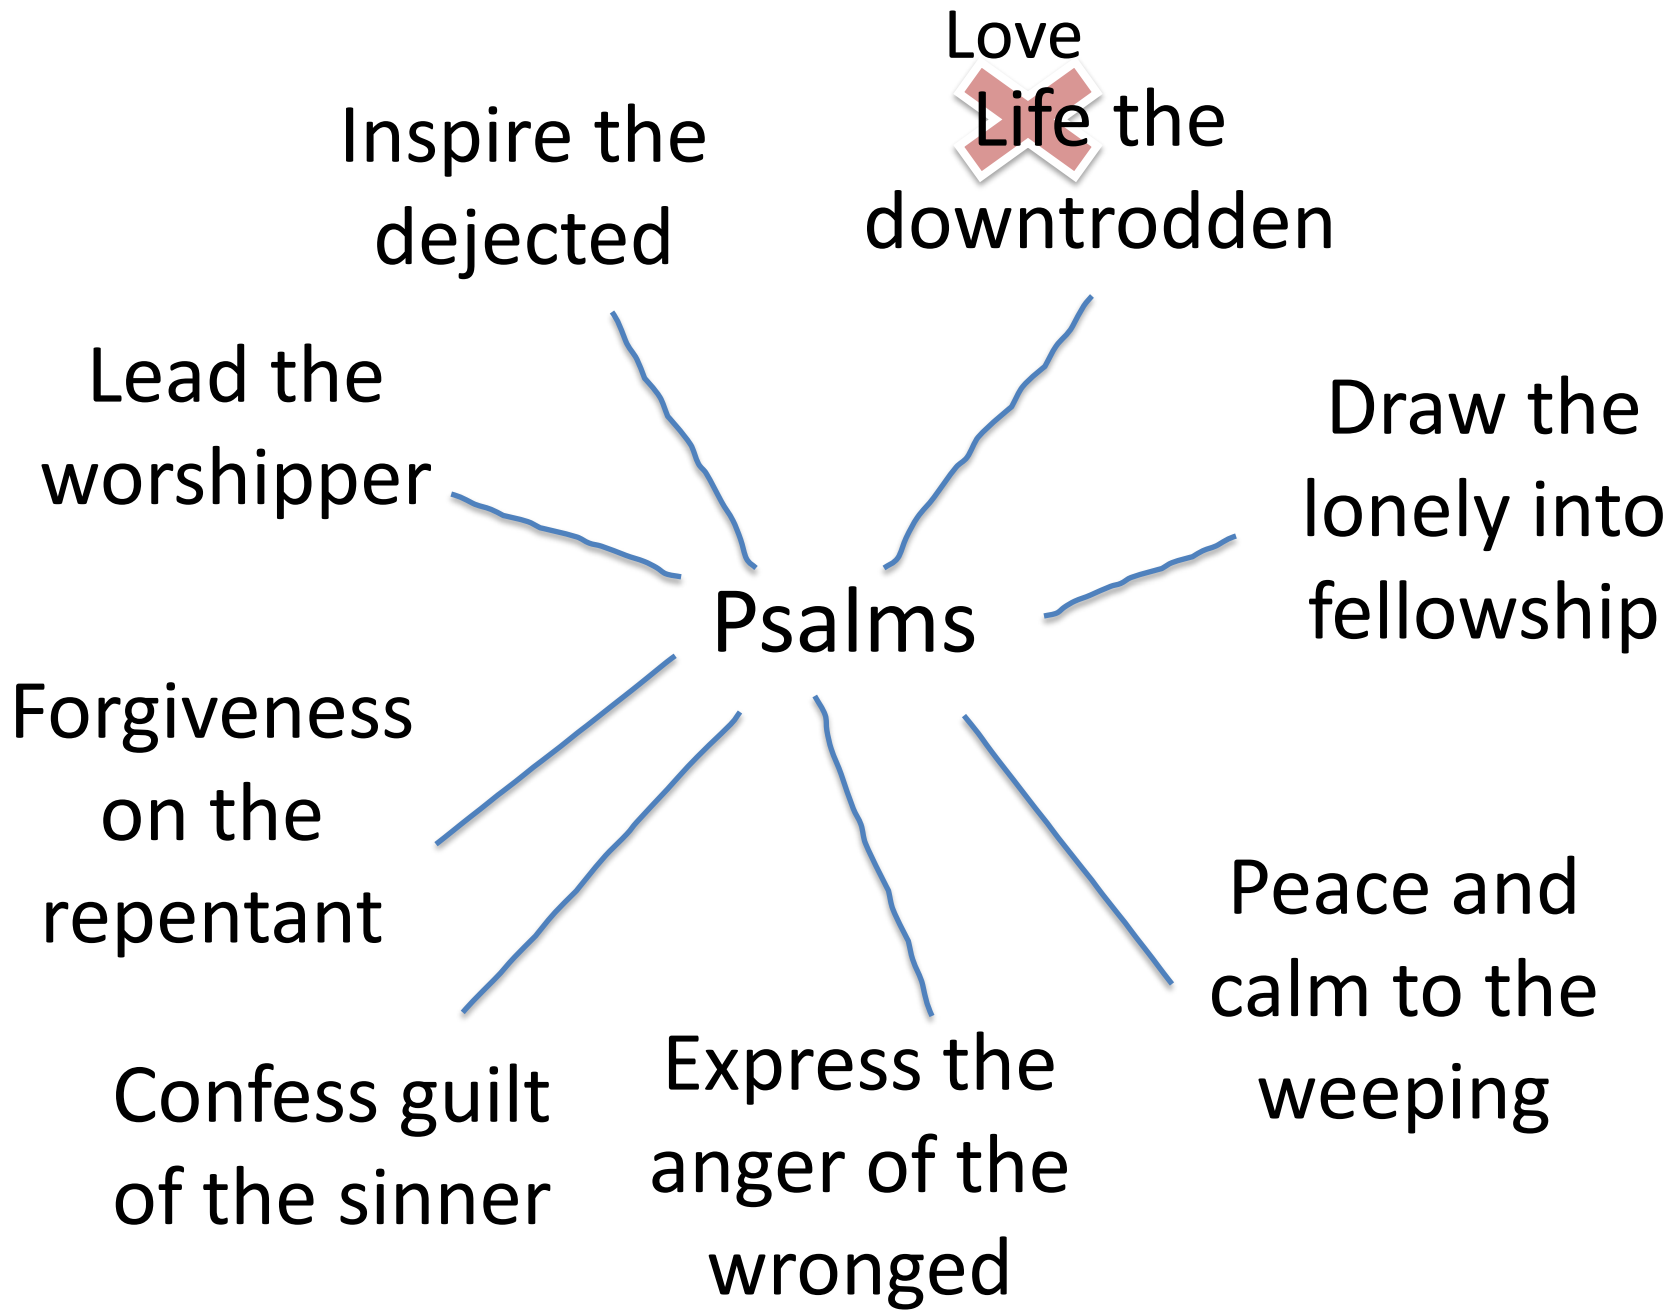 Love
Life the
downtrodden
Inspire the
dejected
Lead the
worshipper
Draw the
lonely into
fellowship
Psalms
Forgiveness
on the
repentant
Peace and
calm to the
weeping
Confess guilt
of the sinner
Express the
anger of the
wronged